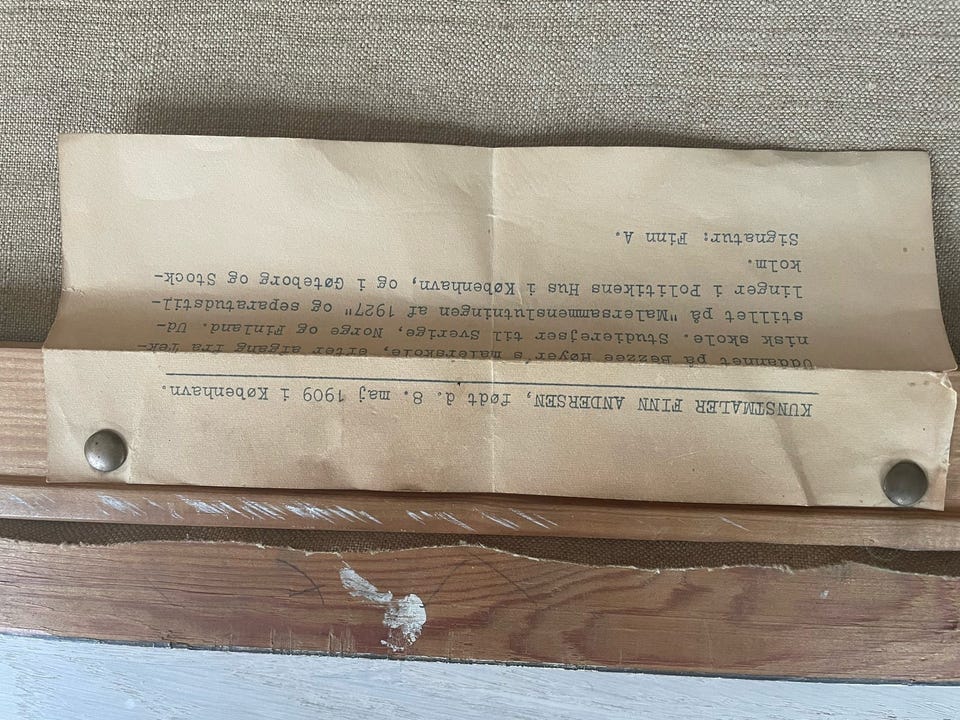 KUNSTMALER FINN ANDERSEN, født d. 8. maj 1909 i København.
Uddannet på Bezzee Høyer's malerskole, efter afgang fra Tek-
nisk skole. Studierejser til Sverige, Norge og Finland. Ud-
stillet på "Malersammenslutningen af 1927" og separatudstil-
linger i Politikens Hus i København, og i Gøteborg og Stock-
kolm.
Signatur: Finn A.